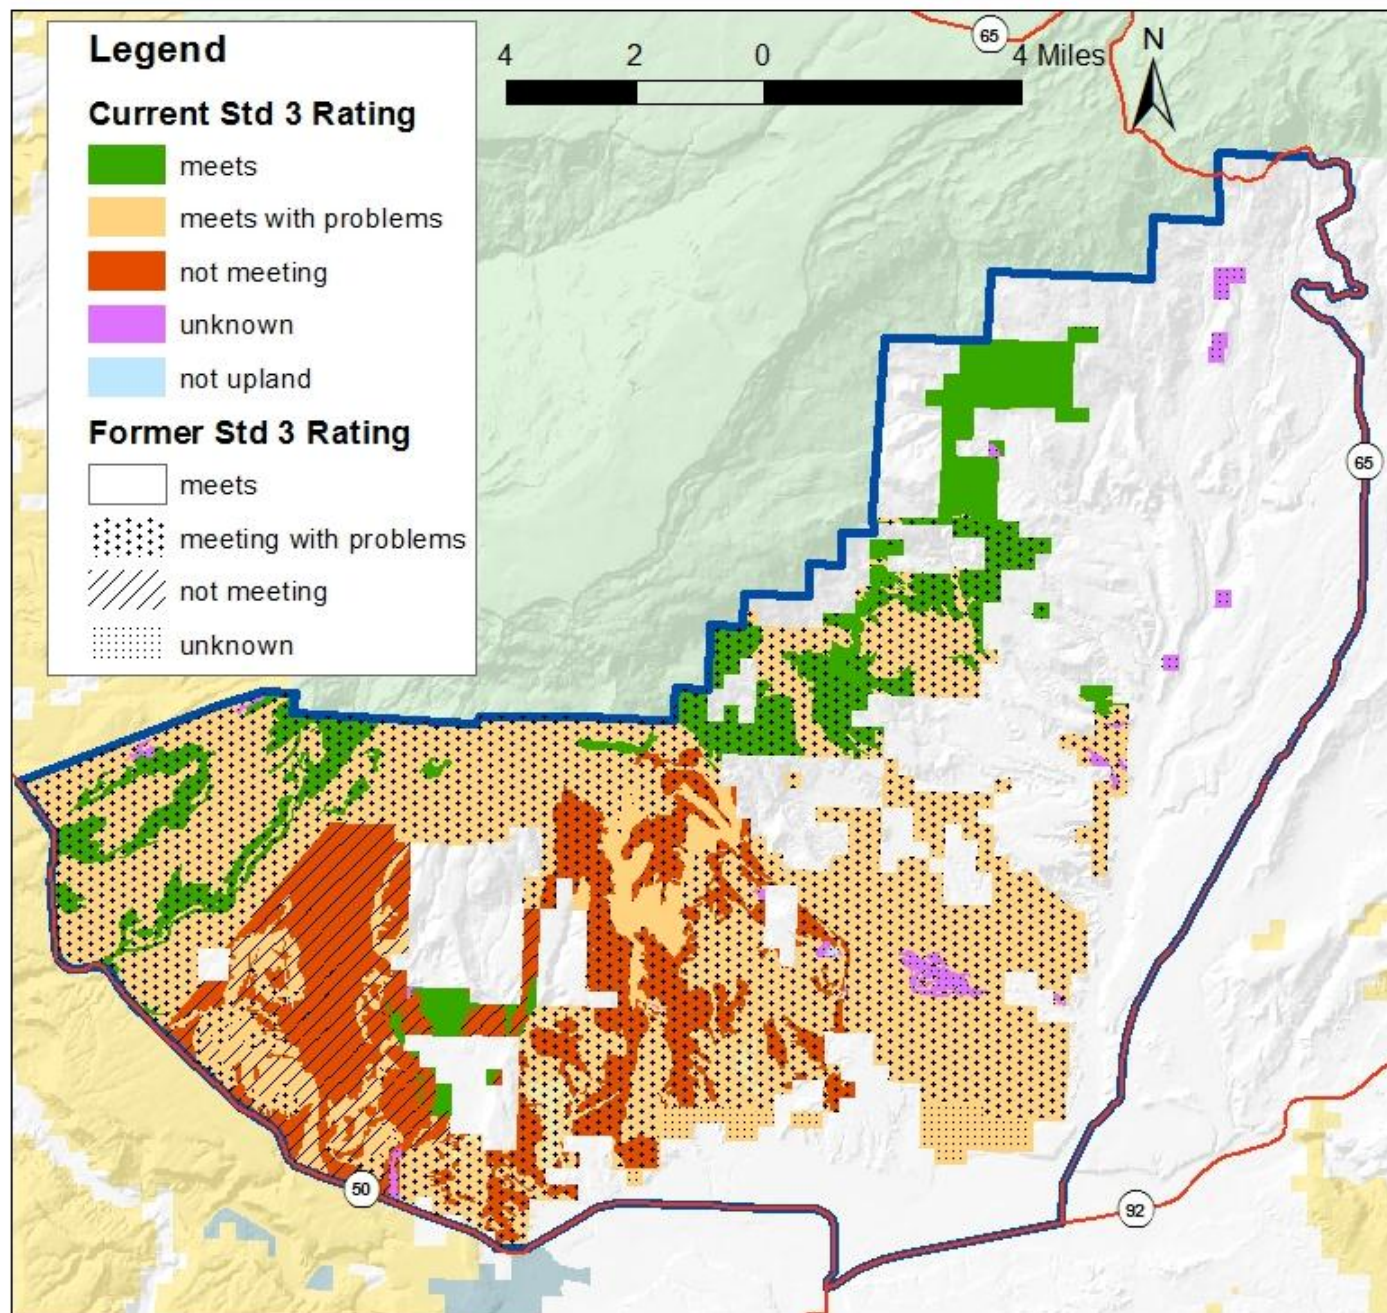 Legend
Current Std 3 Rating
meets
meets with problems
not meeting
unknown
not upland
Former Std 3 Rating
meets
meeting with problems
not meeting
unknown
4 2 0 4 Miles
N
65
65
50
92